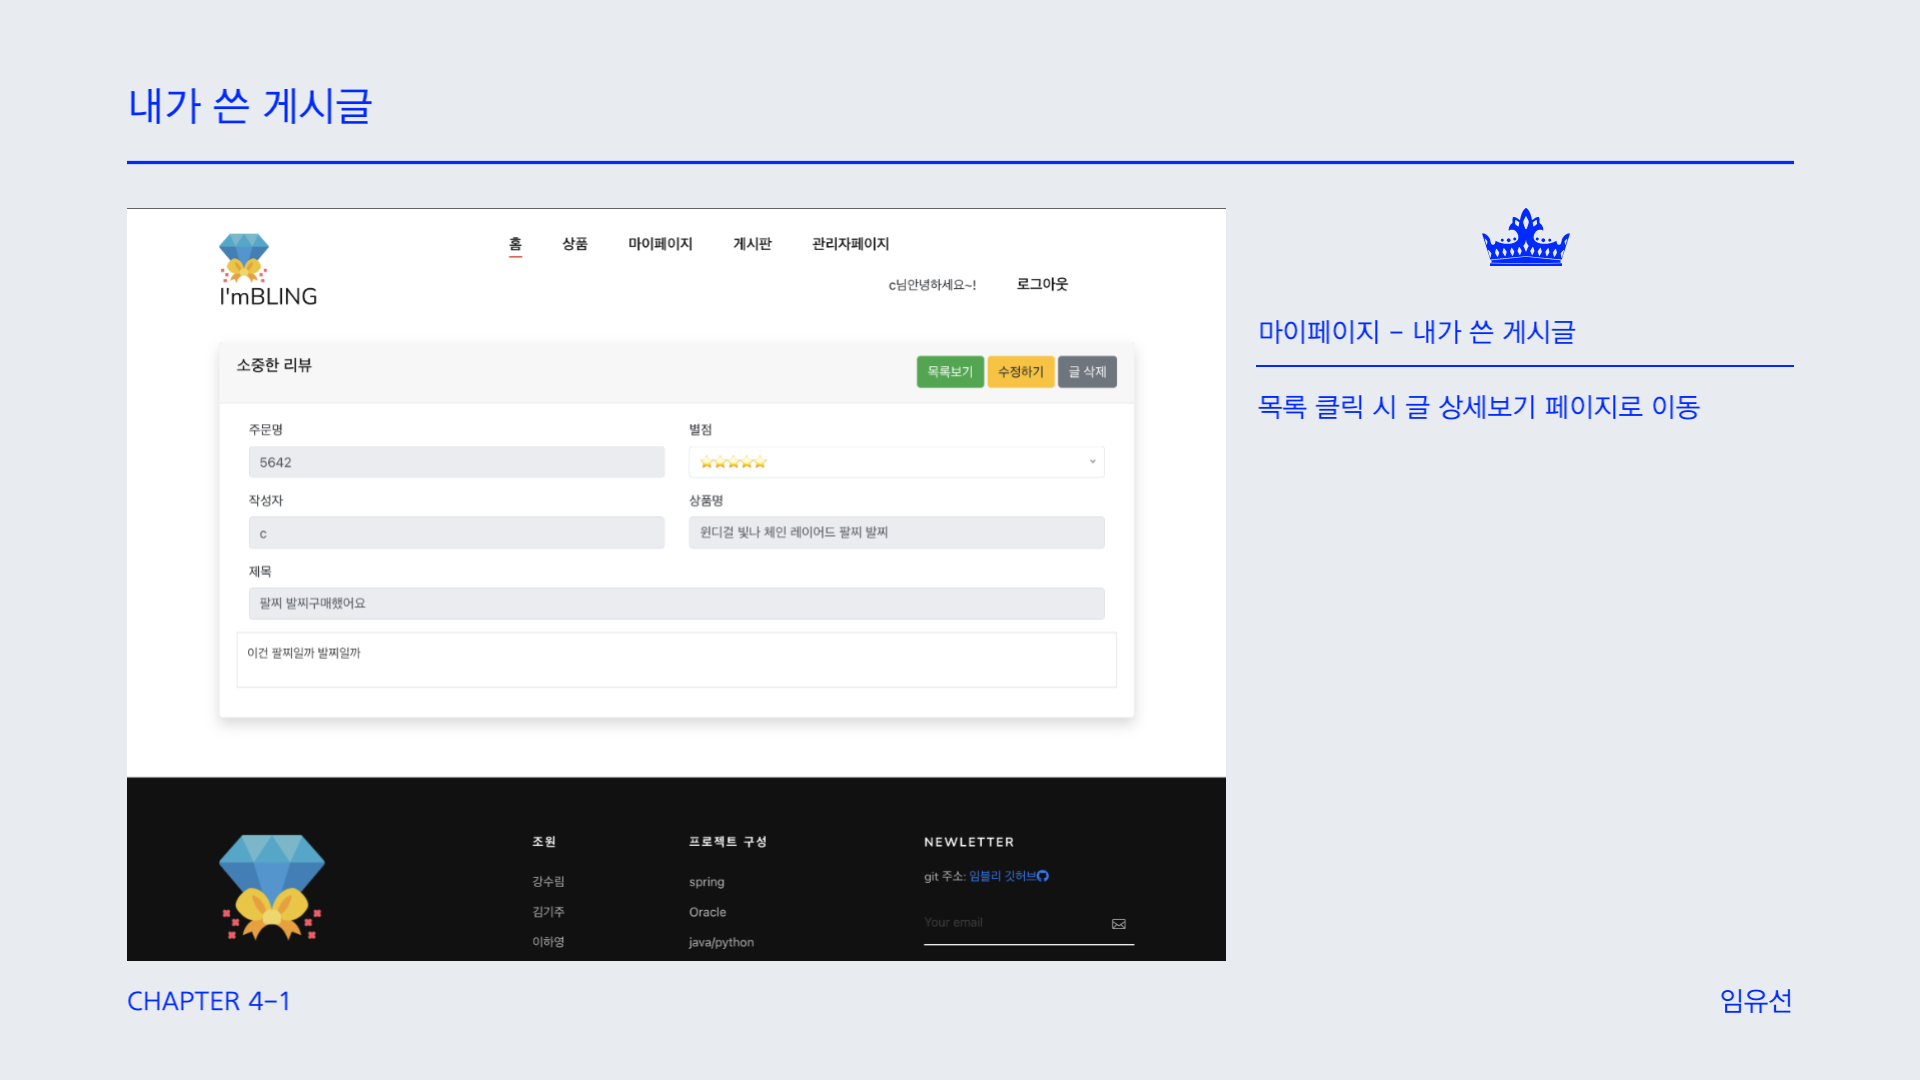 내가 쓴 게시글
I'mBLING
홈 상품 마이페이지 게시판 관리자페이지
c님안녕하세요~! 로그아웃
소중한 리뷰
목록보기 수정하기 글 삭제
주문명 별점
5642
작성자 상품명
c 윈디걸 빛나 체인 레이어드 팔찌 발찌
제목
팔찌 발찌구매했어요
이건 팔찌일까 발찌일까
마이페이지 - 내가 쓴 게시글
목록 클릭 시 글 상세보기 페이지로 이동
조원 프로젝트 구성 NEWLETTER
강수림 spring git 주소: 임블리 깃허브
김기주 Oracle Your email
이하영 java/python
CHAPTER 4-1
임유선